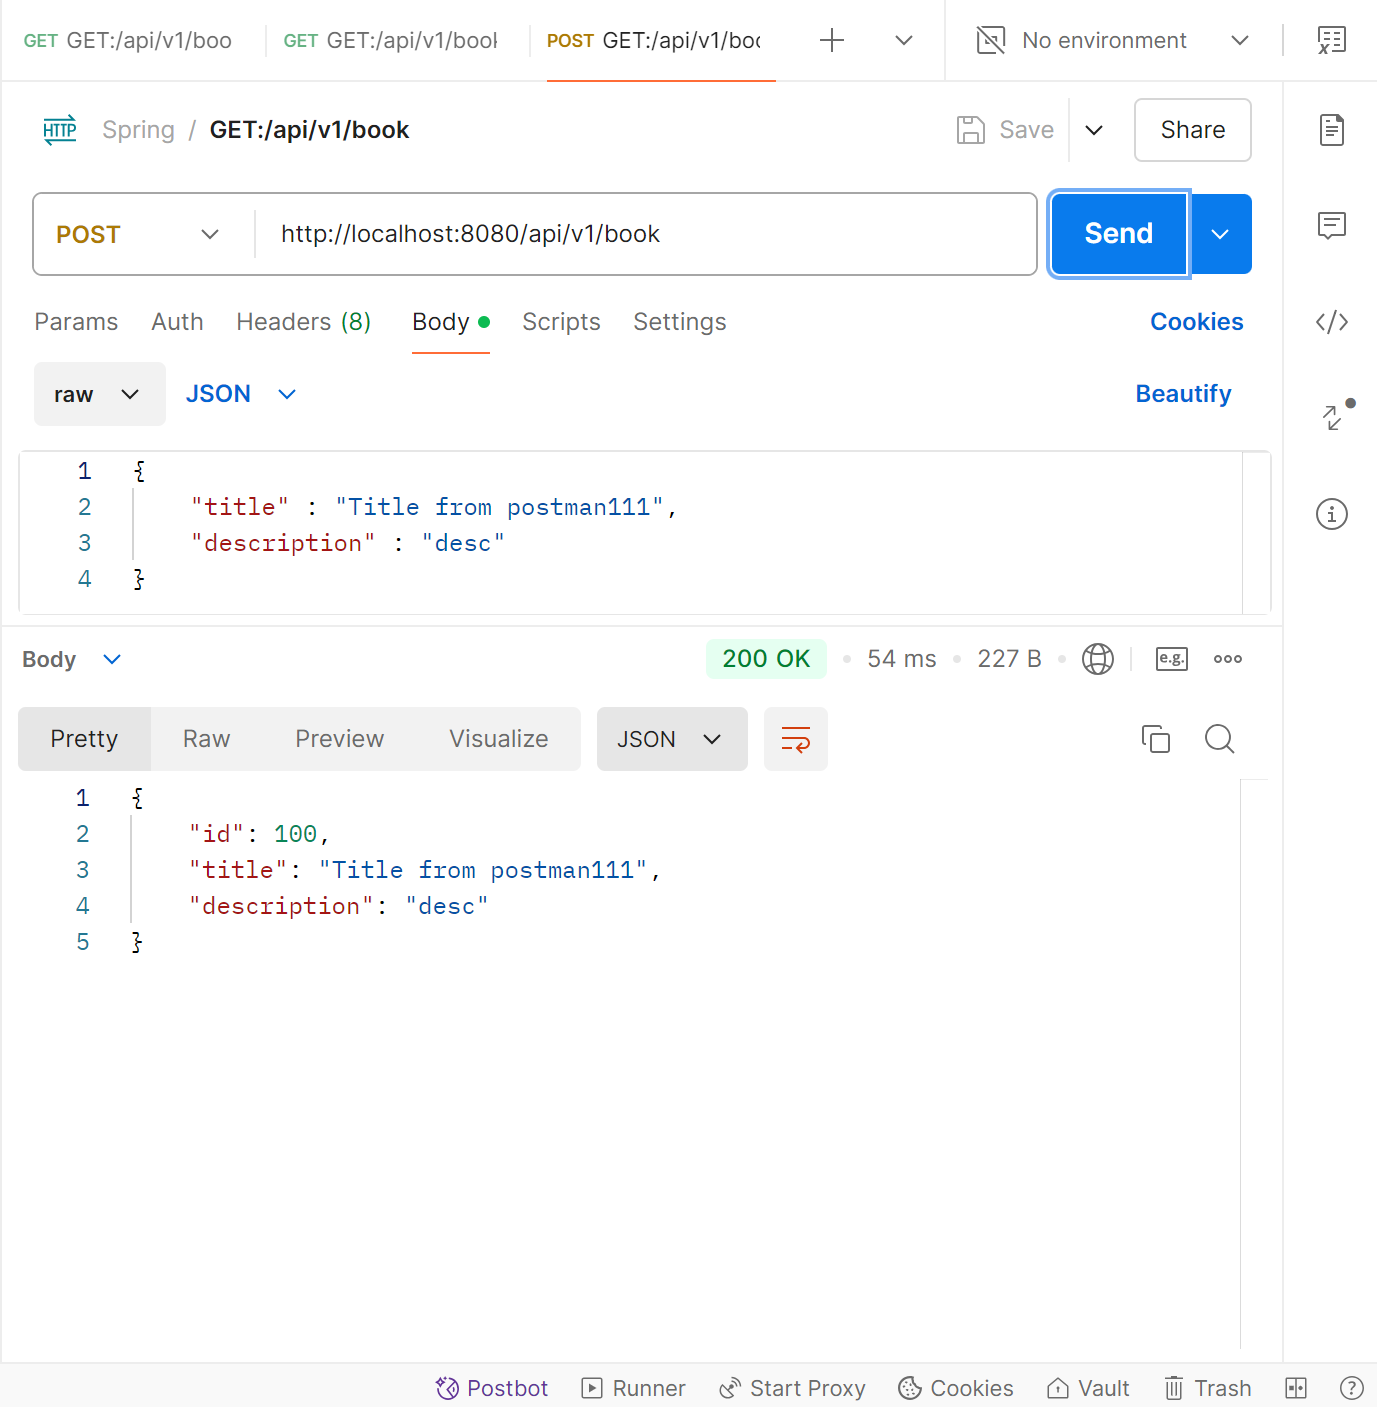 GET GET:/api/v1/boo GET GET:/api/v1/book POST GET:/api/v1/boo No environment
HTTP Spring / GET:/api/v1/book Save Share
POST http://localhost:8080/api/v1/book Send
Params Auth Headers (8) Body Scripts Settings Cookies
raw JSON Beautify
1 {
2 "title" : "Title from postman111",
3 "description" : "desc"
4 }
Body 200 OK 54 ms 227 B e.g.
Pretty Raw Preview Visualize JSON
1 {
2 "id": 100,
3 "title": "Title from postman111",
4 "description": "desc"
5 }
Postbot Runner Start Proxy Cookies Vault Trash